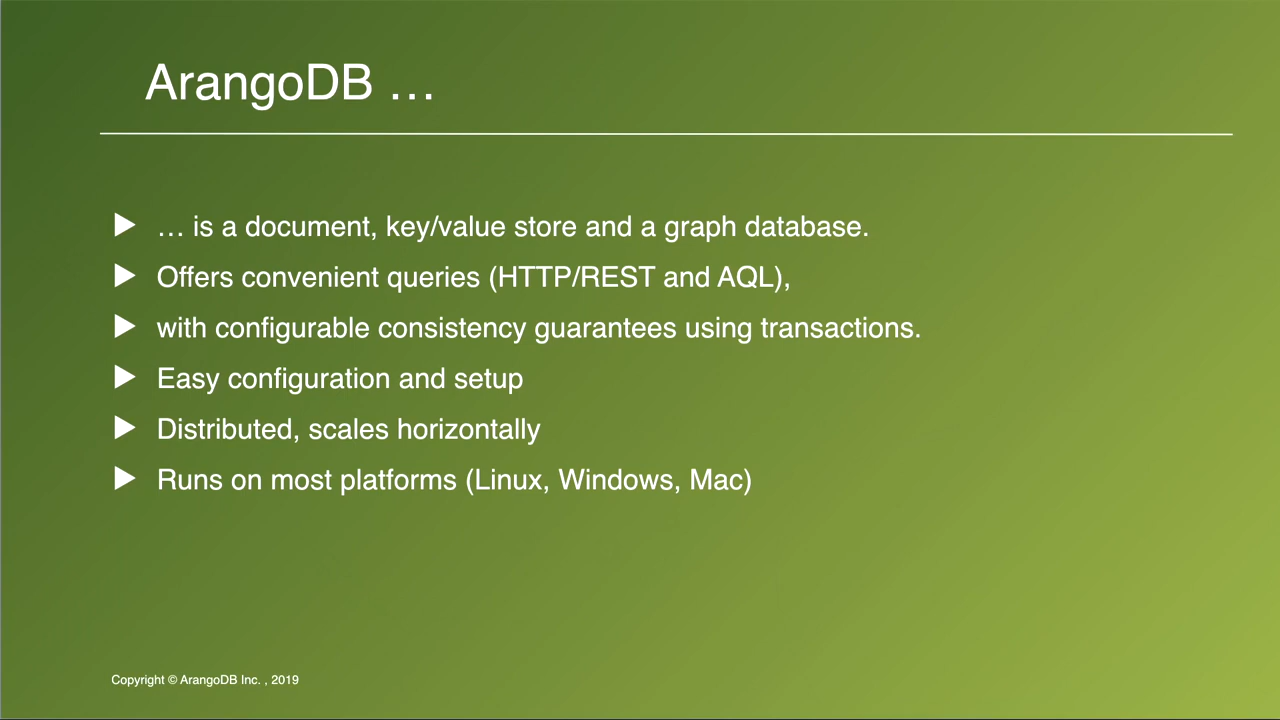 ArangoDB …
… is a document, key/value store and a graph database.
Offers convenient queries (HTTP/REST and AQL),
with configurable consistency guarantees using transactions.
Easy configuration and setup
Distributed, scales horizontally
Runs on most platforms (Linux, Windows, Mac)
Copyright © ArangoDB Inc. , 2019